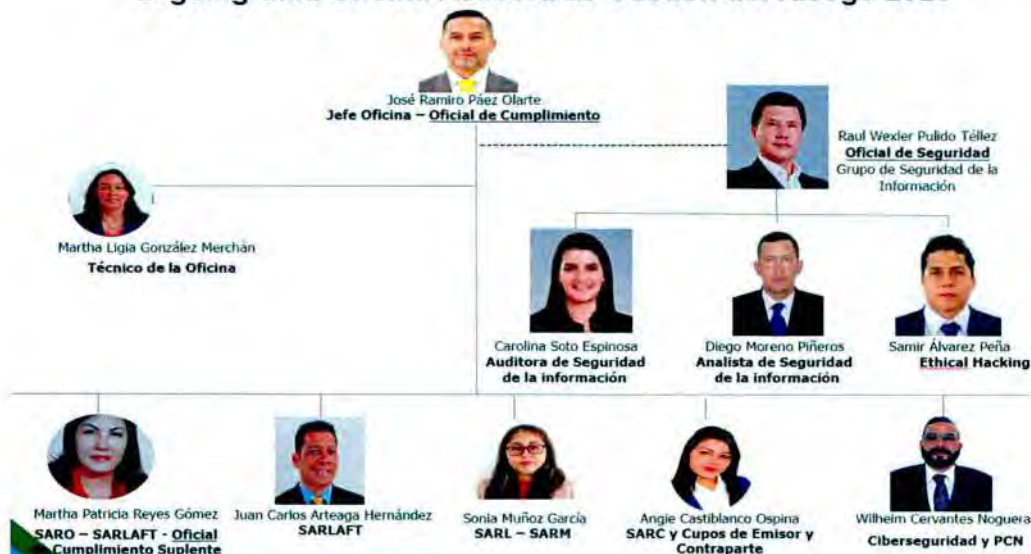 José Ramiro Páez Olarte
Jefe Oficina – Oficial de Cumplimiento
Raul Wexler Pulido Téllez
Oficial de Seguridad
Grupo de Seguridad de la
Información
Martha Ligia González Merchán
Técnico de la Oficina
Carolina Soto Espinosa
Auditora de Seguridad
de la información
Diego Moreno Piñeros
Analista de Seguridad
de la información
Samir Álvarez Peña
Ethical Hacking
Martha Patricia Reyes Gómez
SARO – SARLAFT - Oficial
Cumplimiento Suplente
Juan Carlos Arteaga Hernández
SARLAFT
Sonia Muñoz García
SARL – SARM
Angie Castiblanco Ospina
SARC y Cupos de Emisor y
Contraparte
Wilheim Cervantes Noguera
Ciberseguridad y PCN